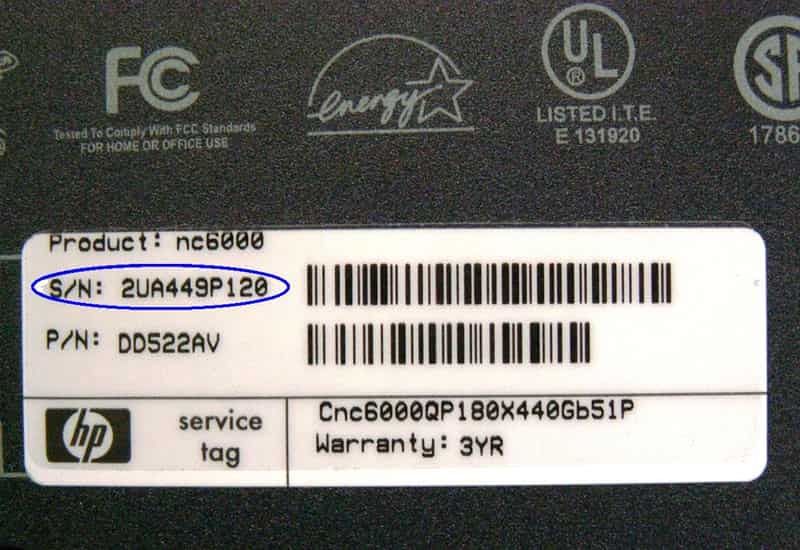 FC
Tested To Comply With FCC Standards
FOR HOME OR OFFICE USE
energy
UL
®
LISTED I.T.E.
E 131920
SA
1786
Product: nc6000
S/N: 2UA449P120
P/N: DD522AV
hp
service
tag
Cnc6000QP180X440Gb51P
Warranty: 3YR